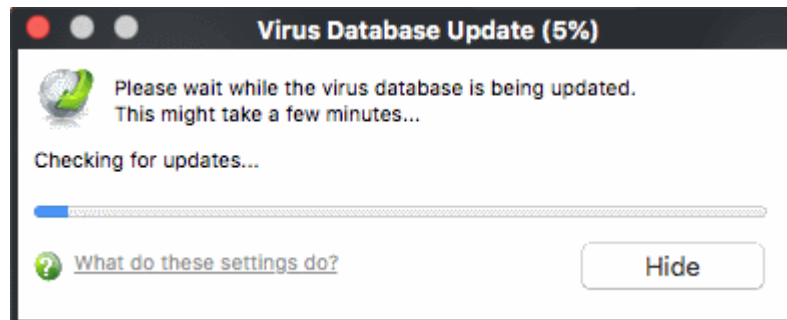 Virus Database Update (5%)
Please wait while the virus database is being updated.
This might take a few minutes...
Checking for updates...
What do these settings do?
Hide